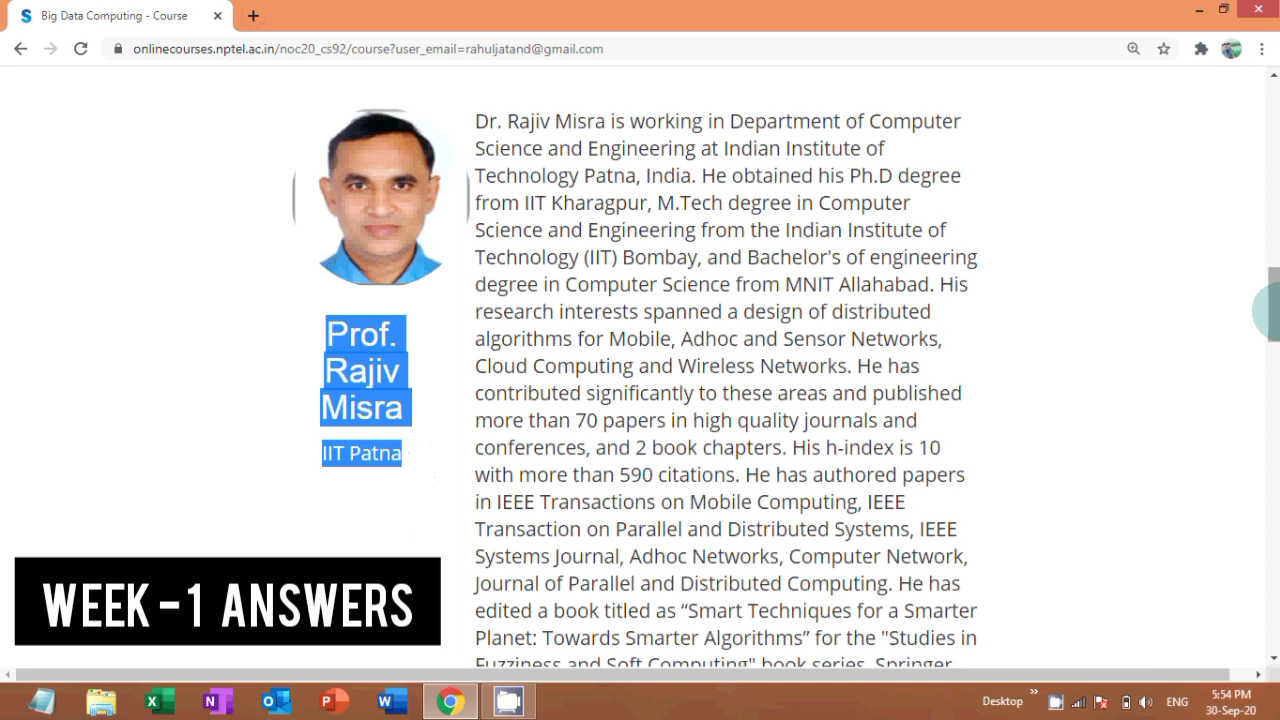 Big Data Computing - Course
onlinecourses.nptel.ac.in/noc20_cs92/course?user_email=rahuljatand@gmail.com
Dr. Rajiv Misra is working in Department of Computer
Science and Engineering at Indian Institute of
Technology Patna, India. He obtained his Ph.D degree
from IIT Kharagpur, M.Tech degree in Computer
Science and Engineering from the Indian Institute of
Technology (IIT) Bombay, and Bachelor's of engineering
degree in Computer Science from MNIT Allahabad. His
research interests spanned a design of distributed
algorithms for Mobile, Adhoc and Sensor Networks,
Cloud Computing and Wireless Networks. He has
contributed significantly to these areas and published
more than 70 papers in high quality journals and
conferences, and 2 book chapters. His h-index is 10
with more than 590 citations. He has authored papers
in IEEE Transactions on Mobile Computing, IEEE
Transaction on Parallel and Distributed Systems, IEEE
Systems Journal, Adhoc Networks, Computer Network,
Journal of Parallel and Distributed Computing. He has
edited a book titled as “Smart Techniques for a Smarter
Planet: Towards Smarter Algorithms” for the "Studies in
Fuzziness and Soft Computing" book series, Springer
Prof.
Rajiv
Misra
IIT Patna
WEEK - 1 ANSWERS
Desktop
ENG
5:54 PM
30-Sep-20